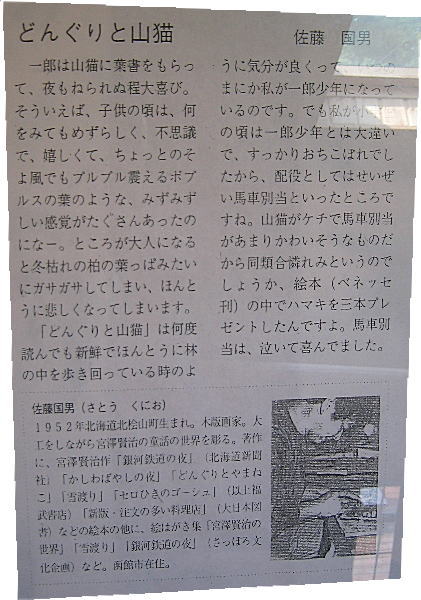 どんぐりと山猫
佐藤　国男
一郎は山猫に葉書をもらっ
て、夜もねられぬ程大喜び。
そういえば、子供の頃は、何
をみてもめずらしく、不思議
で、嬉しくて、ちょっとのそ
よ風でもブルブル震えるポプ
ルスの葉のような、みずみず
しい感覚がたくさんあったの
になー。ところが大人になる
と冬枯れの柏の葉っぱみたい
にガサガサしてしまい、ほんと
うに悲しくなってしまいます。
「どんぐりと山猫」は何度
読んでも新鮮でほんとうに林
の中を歩き回っている時のよ
うに気分が良くって
まにか私が一郎少年になって
いるのです。でも私が小
の頃は一郎少年とは大違い
で、すっかりおちこぼれでし
たから、配役としてはせいぜ
い馬車別当といったところで
すね。山猫がケチで馬車別当
があまりかわいそうなものだ
から同類合憐れみというので
しょうか、絵本（ベネッセ
刊）の中でハマキを三本プレ
ゼントしたんですよ。馬車別
当は、泣いて喜んでました。
佐藤国男（さとう　くにお）
1952年北海道北桧山町生まれ。木版画家。大
工をしながら宮澤賢治の童話の世界を彫る。著作
に、宮澤賢治作「銀河鉄道の夜」（北海道新聞
社）「かしわばやしの夜」「どんぐりとやまね
こ」「雪渡り」「セロひきのゴーシュ」（以上福
武書店）「新版・注文の多い料理店」（大日本図
書）などの絵本の他に、絵はがき集「宮澤賢治の
世界」「雪渡り」「銀河鉄道の夜」（さっぽろ文
化企画）など。函館市在住。